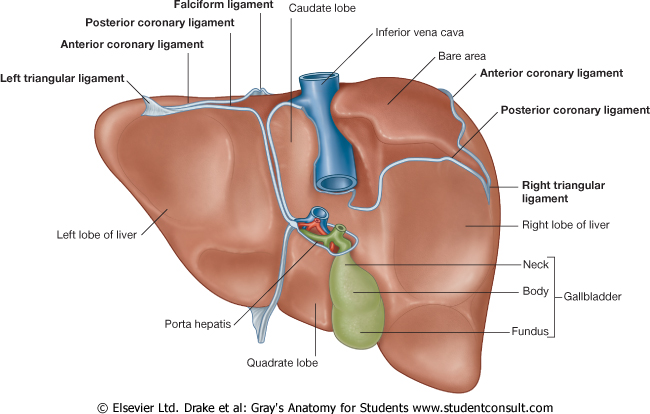 Falciform ligament
Caudate lobe
Posterior coronary ligament
Inferior vena cava
Anterior coronary ligament
Bare area
Left triangular ligament
Anterior coronary ligament
Posterior coronary ligament
Right triangular
ligament
Left lobe of liver
Right lobe of liver
Neck
Body
Gallbladder
Porta hepatis
Fundus
Quadrate lobe
© Elsevier Ltd. Drake et al: Gray's Anatomy for Students www.studentconsult.com